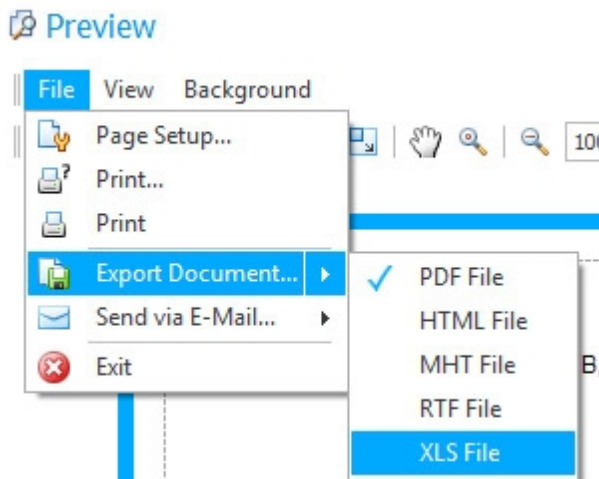 Preview
File View Background
Page Setup...
100
Print...
Print
Export Document...
PDF File
Send via E-Mail...
HTML File
Exit
MHT File
B,
RTF File
XLS File